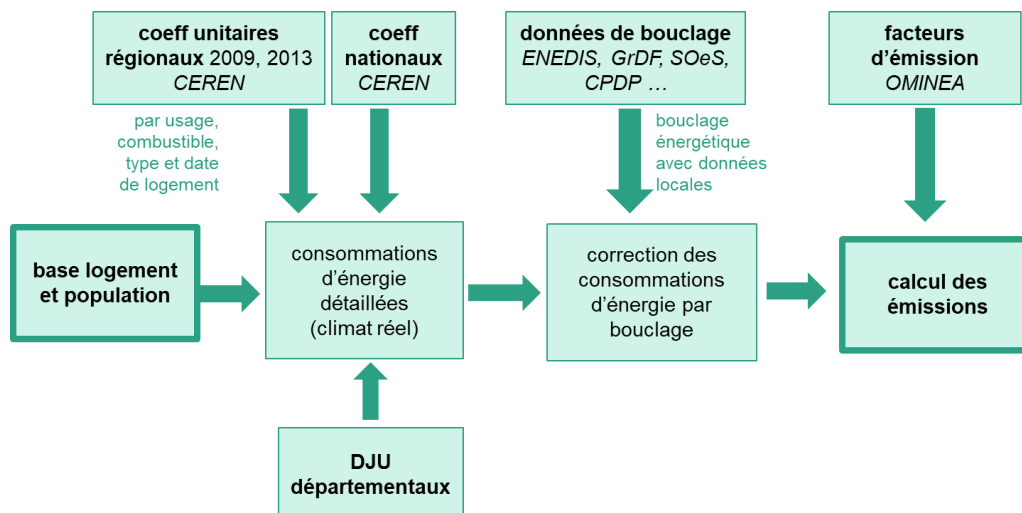 coeff unitaires
régionaux 2009, 2013
CEREN
coeff
nationaux
CEREN
données de bouclage
ENEDIS, GrDF, SOeS,
CPDP ...
facteurs
d'émission
OMINEA
par usage,
combustible,
type et date
de logement
bouclage
énergétique
avec données
locales
base logement
et population
consommations
d'énergie
détaillées
(climat réel)
correction des
consommations
d'énergie par
bouclage
calcul des
émissions
DJU
départementaux